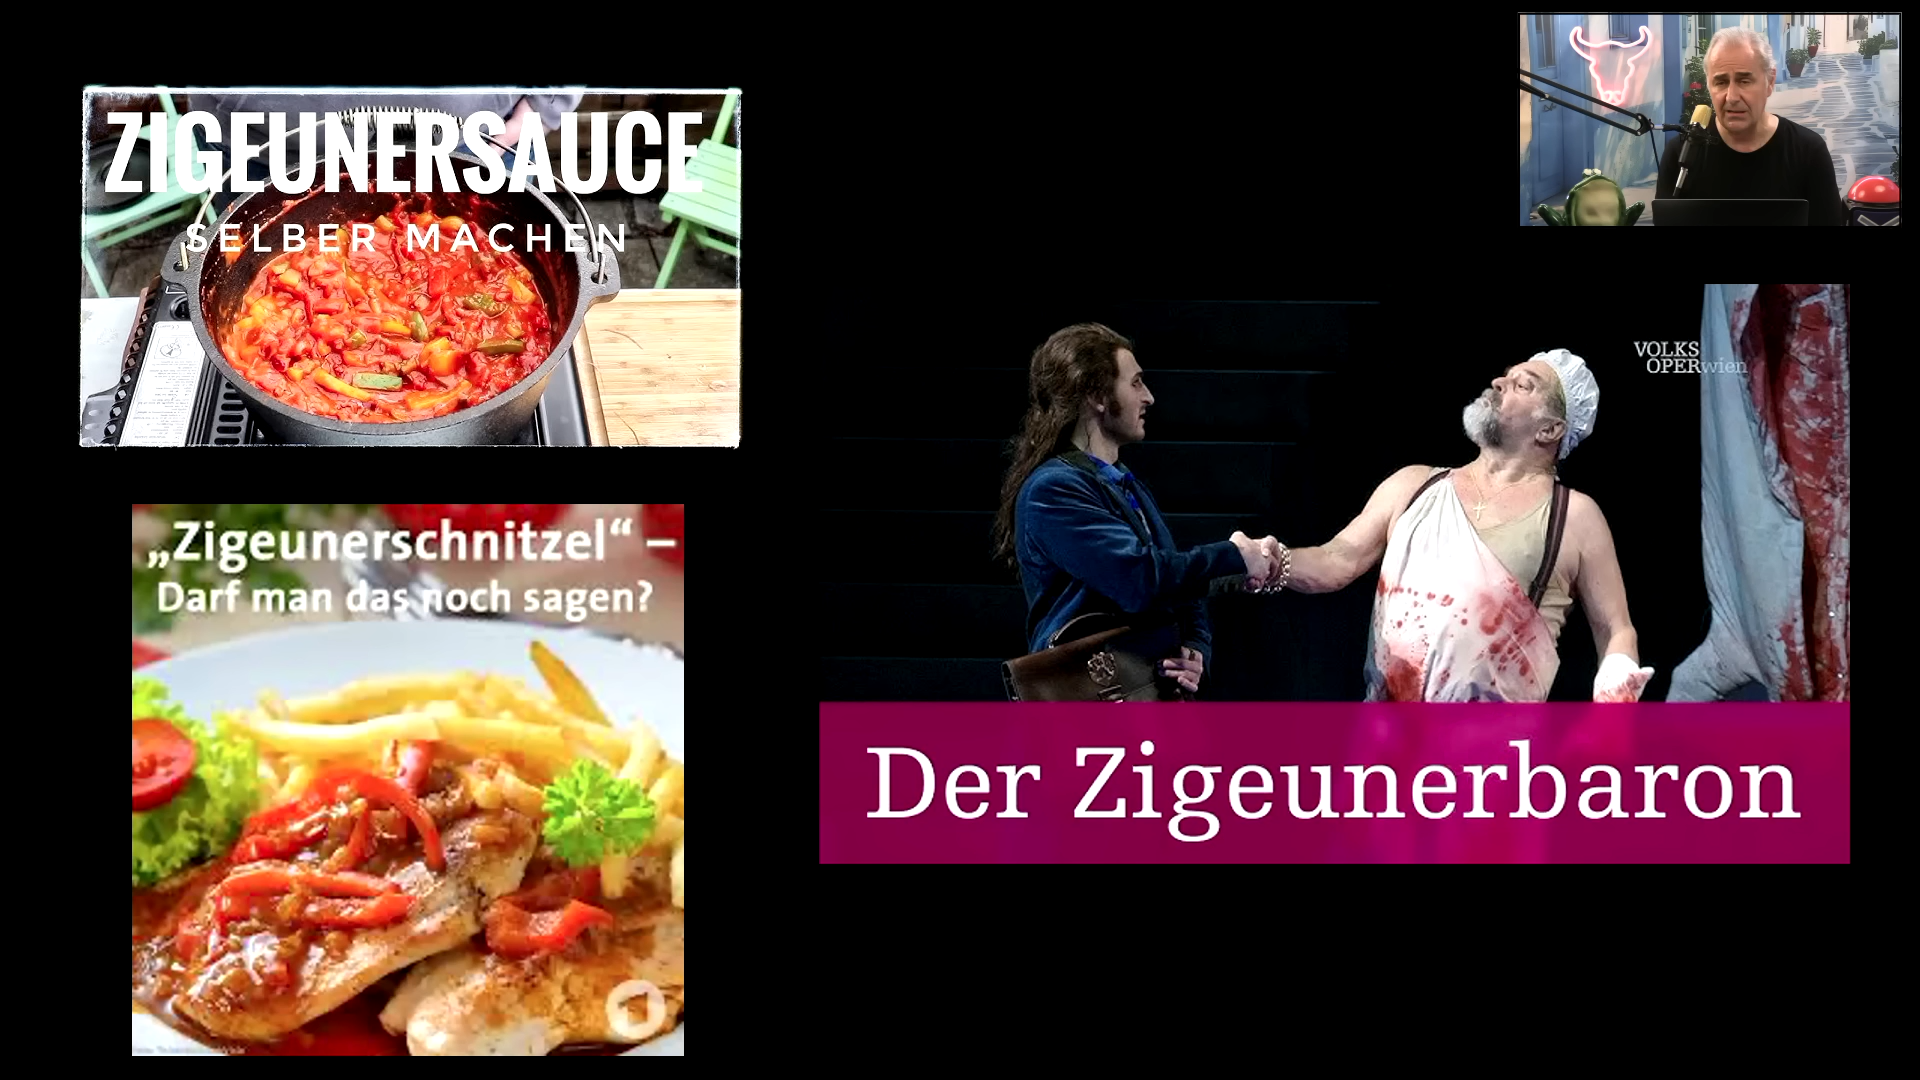 ZIGEUNERSAUCE
SELBER MACHEN
VOLKS
OPERwien
„Zigeunerschnitzel“ –
Darf man das noch sagen?
Der Zigeunerbaron